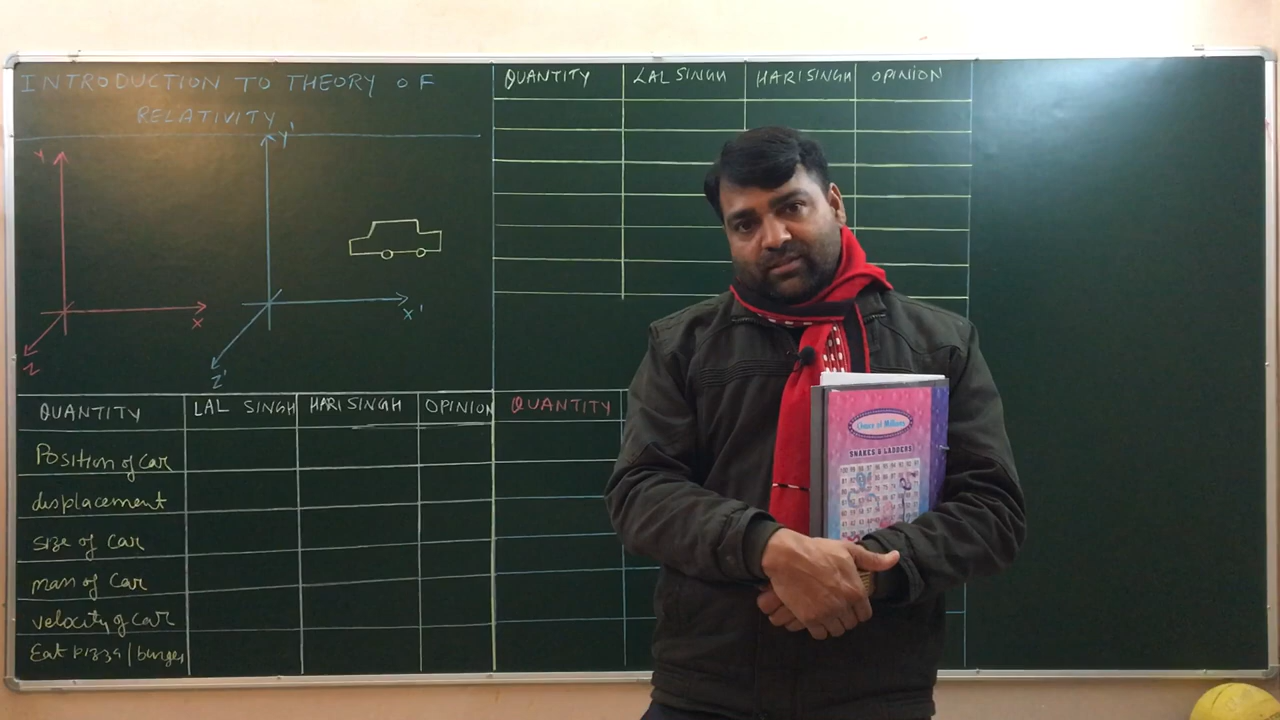 INTRODUCTION TO THEORY OF
RELATIVITY
Y
X
Z
Y'
X'
Z'
QUANTITY LAL SINGH HARI SINGH OPINION
QUANTITY LAL SINGH HARI SINGH OPINION
Position of car
displacement
size of car
mass of car
velocity of car
Eat pizza/burger
QUANTITY
Chance of Millions
SNAKES & LADDERS